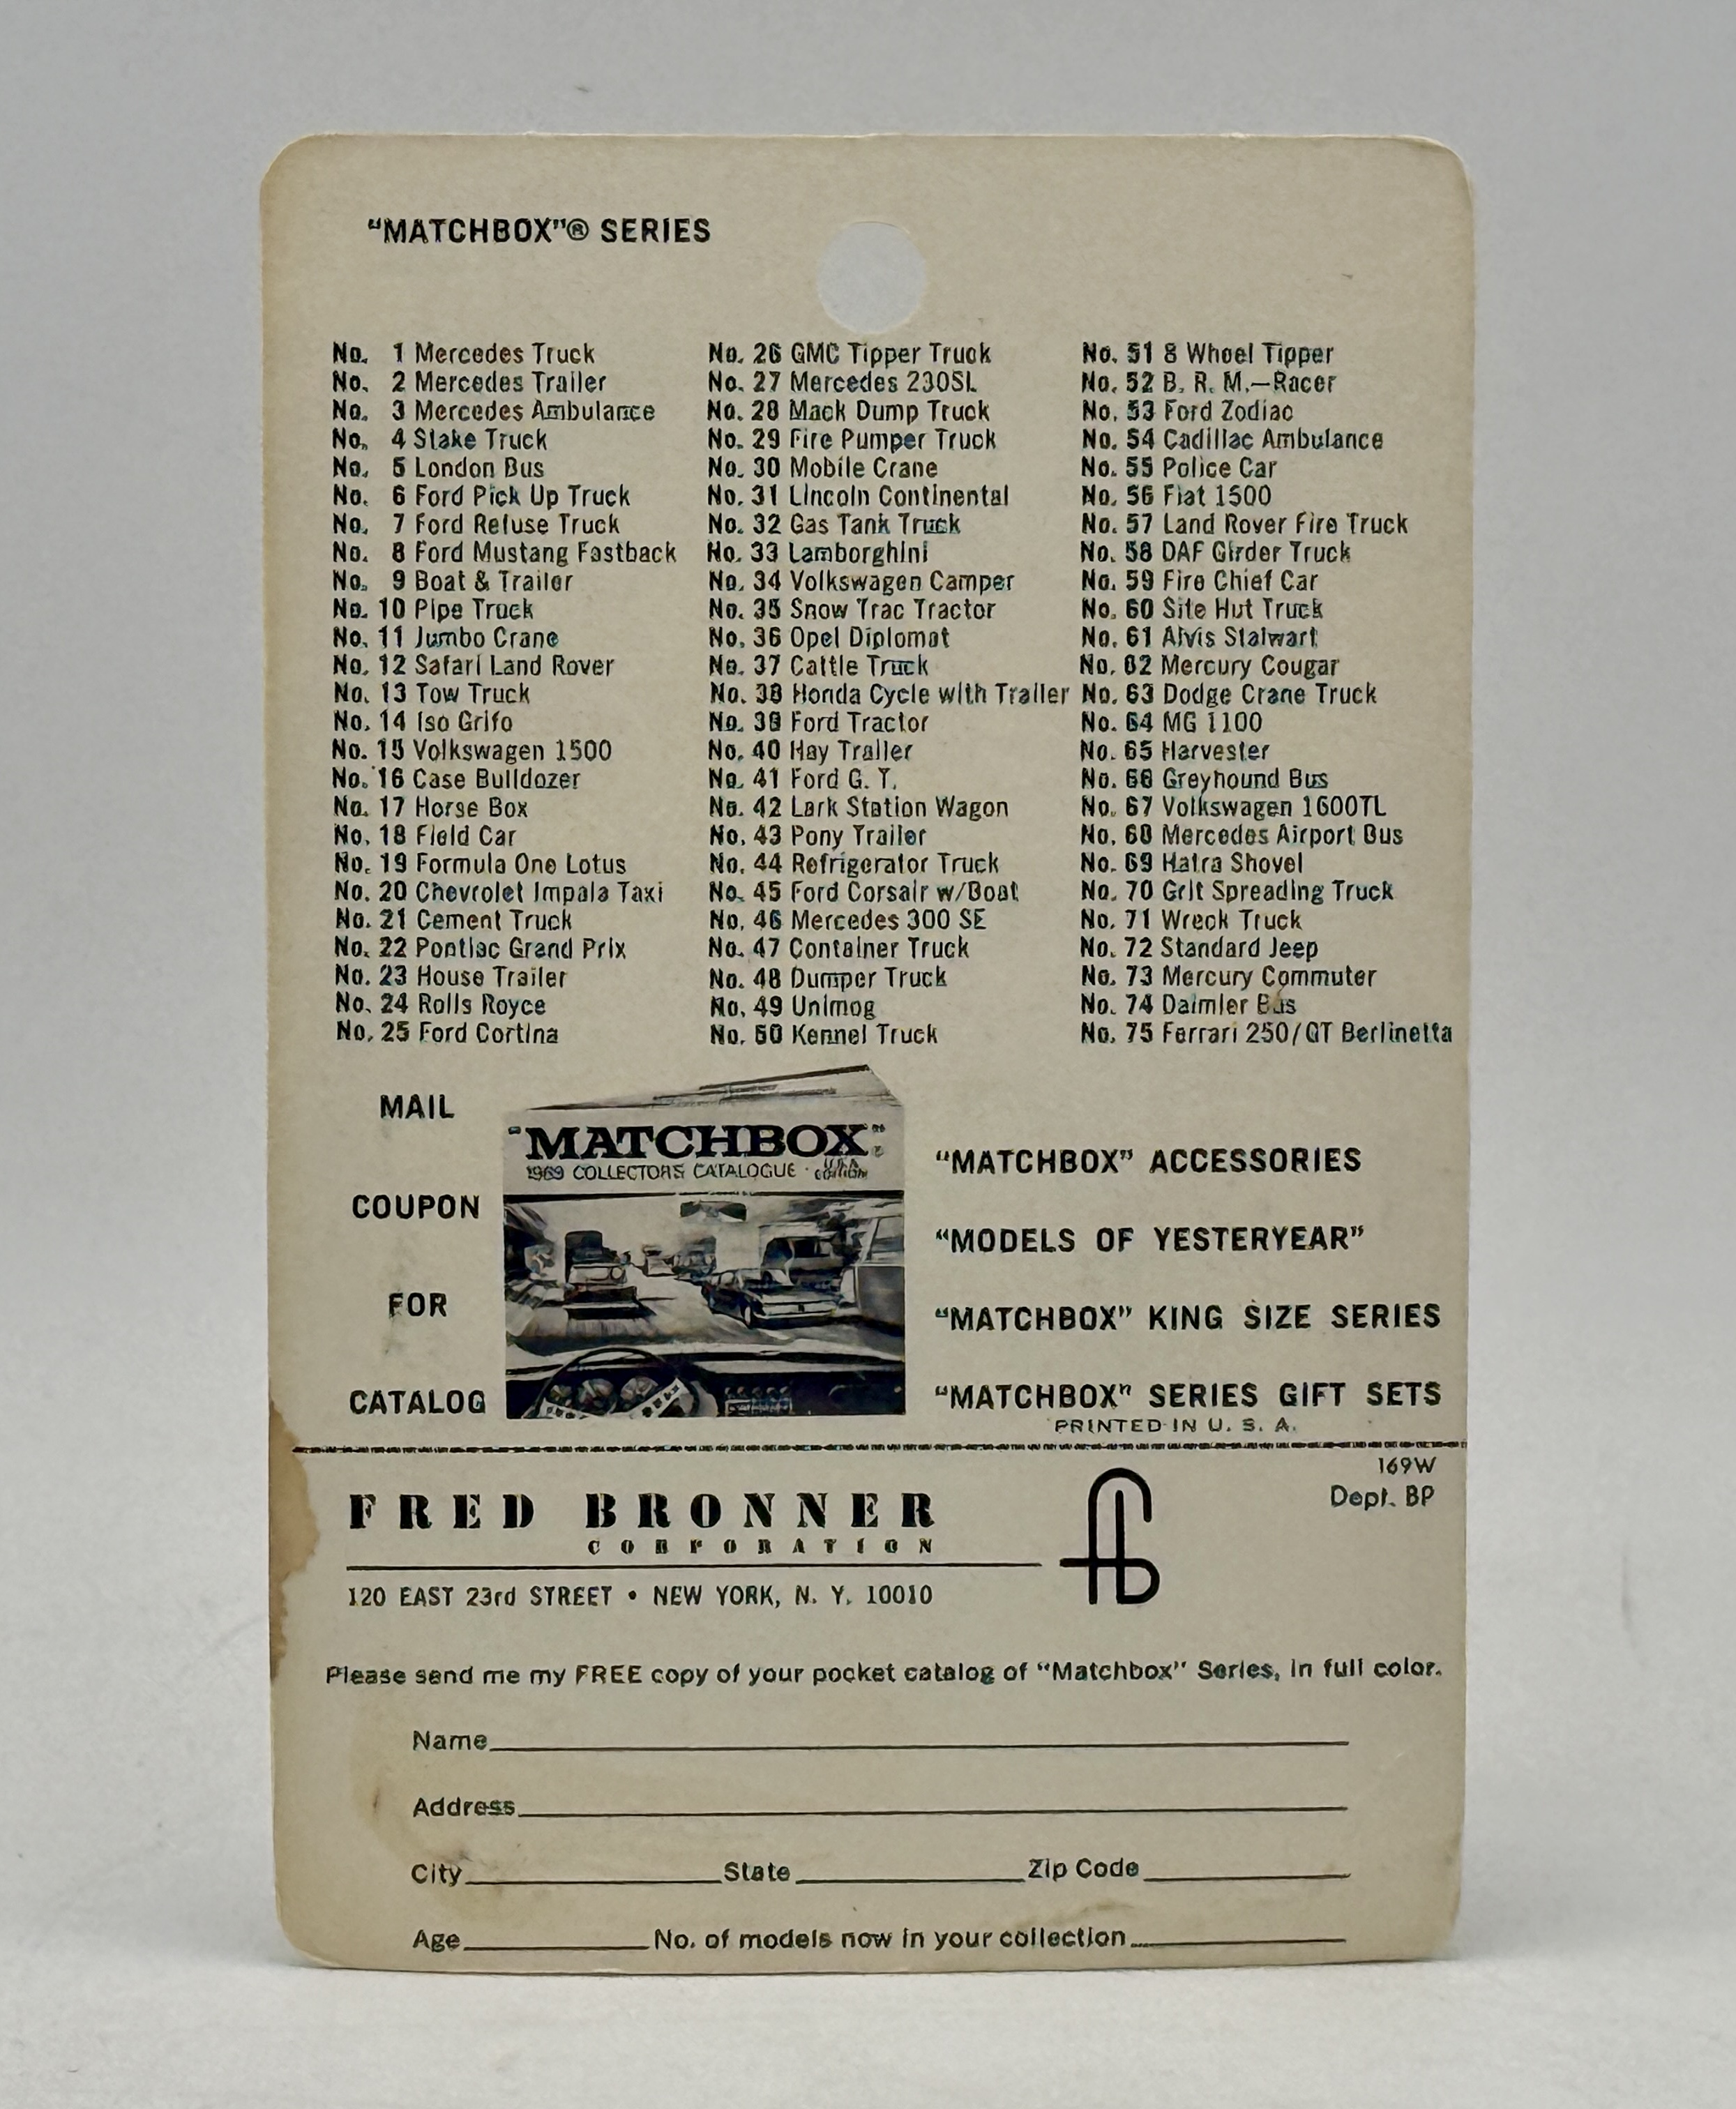 “MATCHBOX”® SERIES
No. 1 Mercedes Truck
No. 2 Mercedes Trailer
No. 3 Mercedes Ambulance
No. 4 Stake Truck
No. 5 London Bus
No. 6 Ford Pick Up Truck
No. 7 Ford Refuse Truck
No. 8 Ford Mustang Fastback
No. 9 Boat & Trailer
No. 10 Pipe Truck
No. 11 Jumbo Crane
No. 12 Safari Land Rover
No. 13 Tow Truck
No. 14 Iso Grifo
No. 15 Volkswagen 1500
No. 16 Case Bulldozer
No. 17 Horse Box
No. 18 Field Car
No. 19 Formula One Lotus
No. 20 Chevrolet Impala Taxi
No. 21 Cement Truck
No. 22 Pontiac Grand Prix
No. 23 House Trailer
No. 24 Rolls Royce
No. 25 Ford Cortina
No. 26 GMC Tipper Truck
No. 27 Mercedes 230SL
No. 28 Mack Dump Truck
No. 29 Fire Pumper Truck
No. 30 Mobile Crane
No. 31 Lincoln Continental
No. 32 Gas Tank Truck
No. 33 Lamborghini
No. 34 Volkswagen Camper
No. 35 Snow Trac Tractor
No. 36 Opel Diplomat
No. 37 Cattle Truck
No. 38 Honda Cycle with Trailer
No. 39 Ford Tractor
No. 40 Hay Trailer
No. 41 Ford G. T.
No. 42 Lark Station Wagon
No. 43 Pony Trailer
No. 44 Refrigerator Truck
No. 45 Ford Corsair w/Boat
No. 46 Mercedes 300 SE
No. 47 Container Truck
No. 48 Dumper Truck
No. 49 Unimog
No. 50 Kennel Truck
No. 51 8 Wheel Tipper
No. 52 B. R. M.—Racer
No. 53 Ford Zodiac
No. 54 Cadillac Ambulance
No. 55 Police Car
No. 56 Fiat 1500
No. 57 Land Rover Fire Truck
No. 58 DAF Girder Truck
No. 59 Fire Chief Car
No. 60 Site Hut Truck
No. 61 Alvis Stalwart
No. 62 Mercury Cougar
No. 63 Dodge Crane Truck
No. 64 MG 1100
No. 65 Harvester
No. 66 Greyhound Bus
No. 67 Volkswagen 1600TL
No. 68 Mercedes Airport Bus
No. 69 Hatra Shovel
No. 70 Grit Spreading Truck
No. 71 Wreck Truck
No. 72 Standard Jeep
No. 73 Mercury Commuter
No. 74 Daimler Bus
No. 75 Ferrari 250/GT Berlinetta
MAIL
COUPON
FOR
CATALOG
"MATCHBOX"
1969 COLLECTORS CATALOGUE · U.S.A. EDITION
“MATCHBOX” ACCESSORIES
“MODELS OF YESTERYEAR”
“MATCHBOX” KING SIZE SERIES
“MATCHBOX” SERIES GIFT SETS
PRINTED IN U. S. A.
169W
Dept. BP
FRED BRONNER
CORPORATION
120 EAST 23rd STREET • NEW YORK, N. Y. 10010
Please send me my FREE copy of your pocket catalog of “Matchbox” Series, in full color.
Name
Address
City State Zip Code
Age No. of models now in your collection